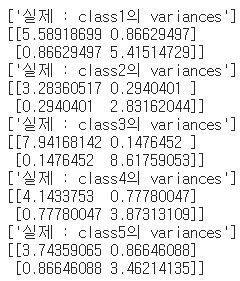 ['실제 : class1의 variances']
[[5.58918699 0.86629497]
 [0.86629497 5.41514729]]
['실제 : class2의 variances']
[[3.28360517 0.2940401 ]
 [0.2940401  2.83162044]]
['실제 : class3의 variances']
[[7.94168142 0.1476452 ]
 [0.1476452  8.61759053]]
['실제 : class4의 variances']
[[4.1433753  0.77780047]
 [0.77780047 3.87313109]]
['실제 : class5의 variances']
[[3.74359065 0.86646088]
 [0.86646088 3.46214135]]